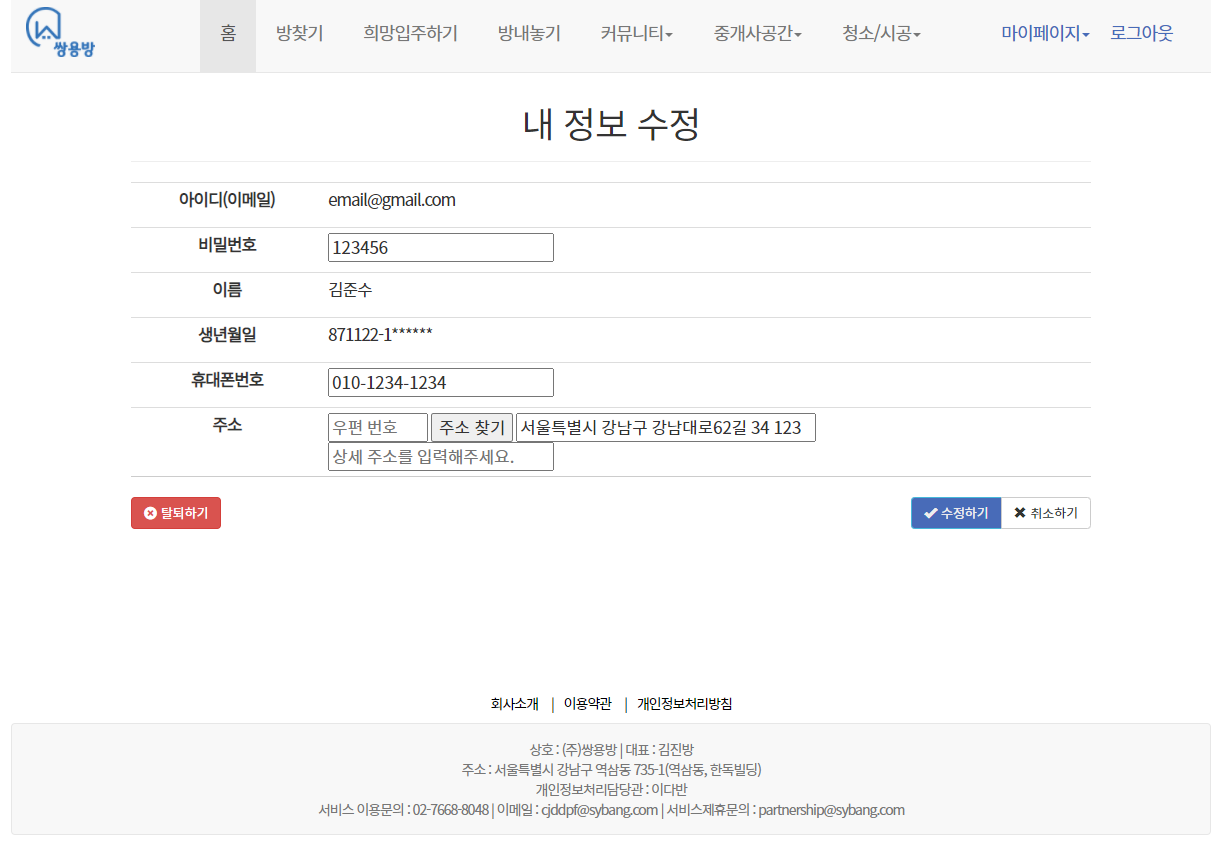 쌍용방
홈 방찾기 희망입주하기 방내놓기 커뮤니티 중개사공간 청소/시공 마이페이지 로그아웃
내 정보 수정
아이디(이메일) email@gmail.com
비밀번호 123456
이름 김준수
생년월일 871122-1******
휴대폰번호 010-1234-1234
주소 우편 번호 주소 찾기 서울특별시 강남구 강남대로62길 34 123
상세 주소를 입력해주세요.
탈퇴하기 수정하기 취소하기
회사소개 | 이용약관 | 개인정보처리방침
상호 : (주)쌍용방 | 대표 : 김진방
주소 : 서울특별시 강남구 역삼동 735-1(역삼동, 한독빌딩)
개인정보처리담당관 : 이다반
서비스 이용문의 : 02-7668-8048 | 이메일 : cjddpf@sybang.com | 서비스제휴문의 : partnership@sybang.com